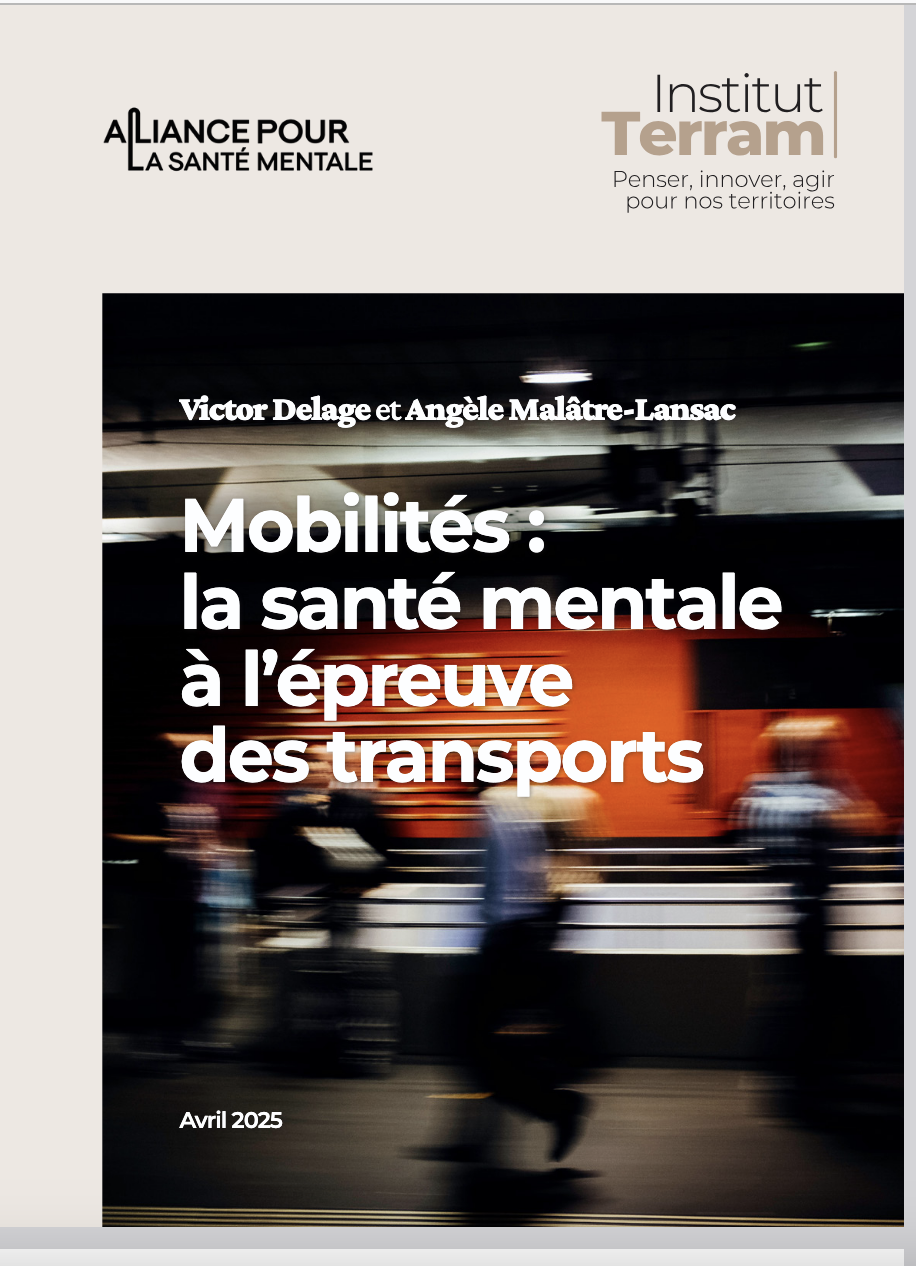 ALLIANCE POUR
LA SANTÉ MENTALE
Institut
Terram
Penser, innover, agir
pour nos territoires
Victor Delage et Angèle Malâtre-Lansac
Mobilités :
la santé mentale
à l’épreuve
des transports
Avril 2025